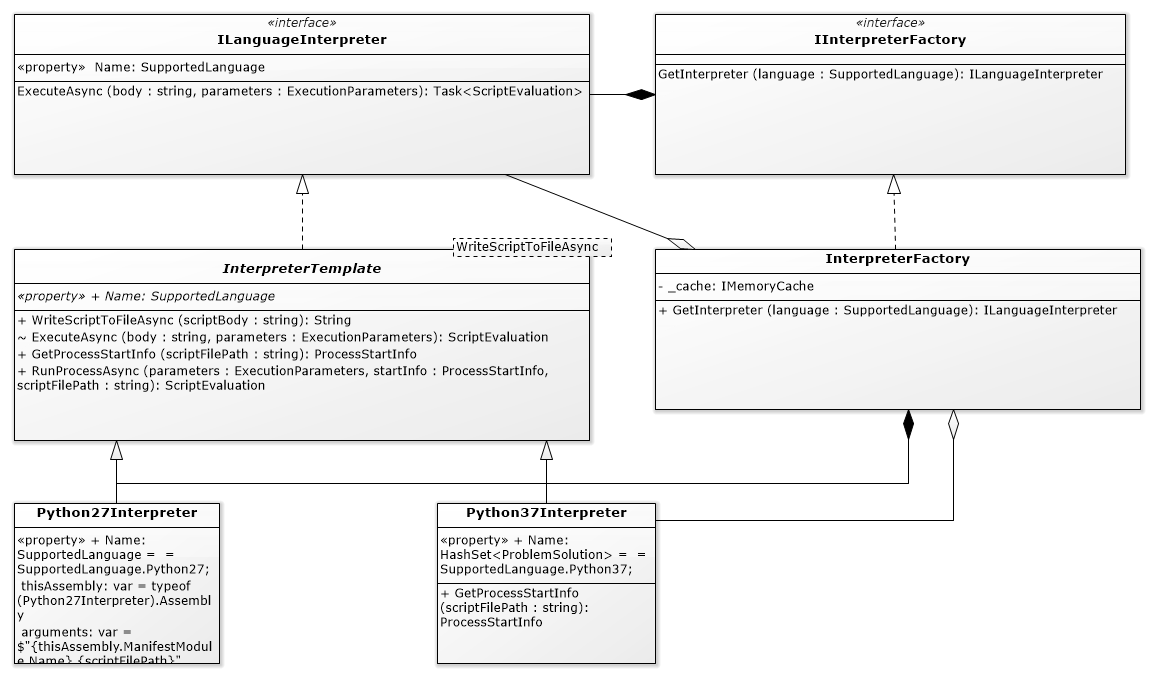 «interface»
ILanguageInterpreter
«property»  Name: SupportedLanguage
ExecuteAsync (body : string, parameters : ExecutionParameters): Task<ScriptEvaluation>
«interface»
IInterpreterFactory
GetInterpreter (language : SupportedLanguage): ILanguageInterpreter
WriteScriptToFileAsync
InterpreterTemplate
«property» + Name: SupportedLanguage
+ WriteScriptToFileAsync (scriptBody : string): String
~ ExecuteAsync (body : string, parameters : ExecutionParameters): ScriptEvaluation
+ GetProcessStartInfo (scriptFilePath : string): ProcessStartInfo
+ RunProcessAsync (parameters : ExecutionParameters, startInfo : ProcessStartInfo,
scriptFilePath : string): ScriptEvaluation
InterpreterFactory
- _cache: IMemoryCache
+ GetInterpreter (language : SupportedLanguage): ILanguageInterpreter
Python27Interpreter
«property» + Name:
SupportedLanguage =  =
SupportedLanguage.Python27;
thisAssembly: var = typeof
(Python27Interpreter).Assembl
y
arguments: var =
$"{thisAssembly.ManifestModul
e.Name}.{scriptFilePath}"
Python37Interpreter
«property» + Name:
HashSet<ProblemSolution> =  =
SupportedLanguage.Python37;
+ GetProcessStartInfo
(scriptFilePath : string):
ProcessStartInfo